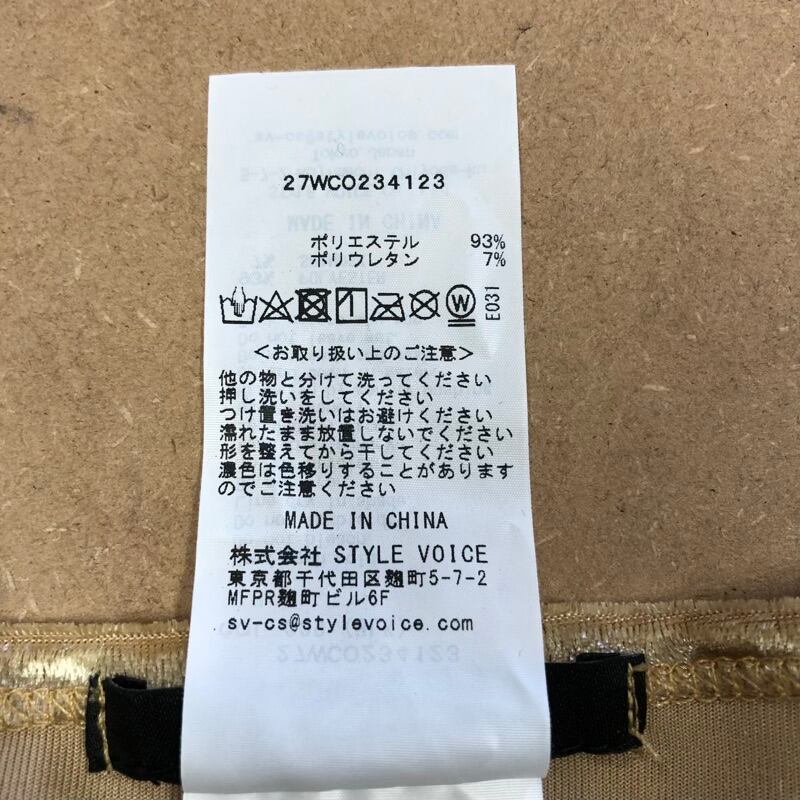 27WCO234123
ポリエステル 93%
ポリウレタン 7%
W
E031
<お取り扱い上のご注意>
他の物と分けて洗ってください
押し洗いをしてください
つけ置き洗いはお避けください
濡れたまま放置しないでください
形を整えてから干してください
濃色は色移りすることがあります
のでご注意ください
MADE IN CHINA
株式会社 STYLE VOICE
東京都千代田区麹町5-7-2
MFPR麹町ビル6F
sv-cs@stylevoice.com